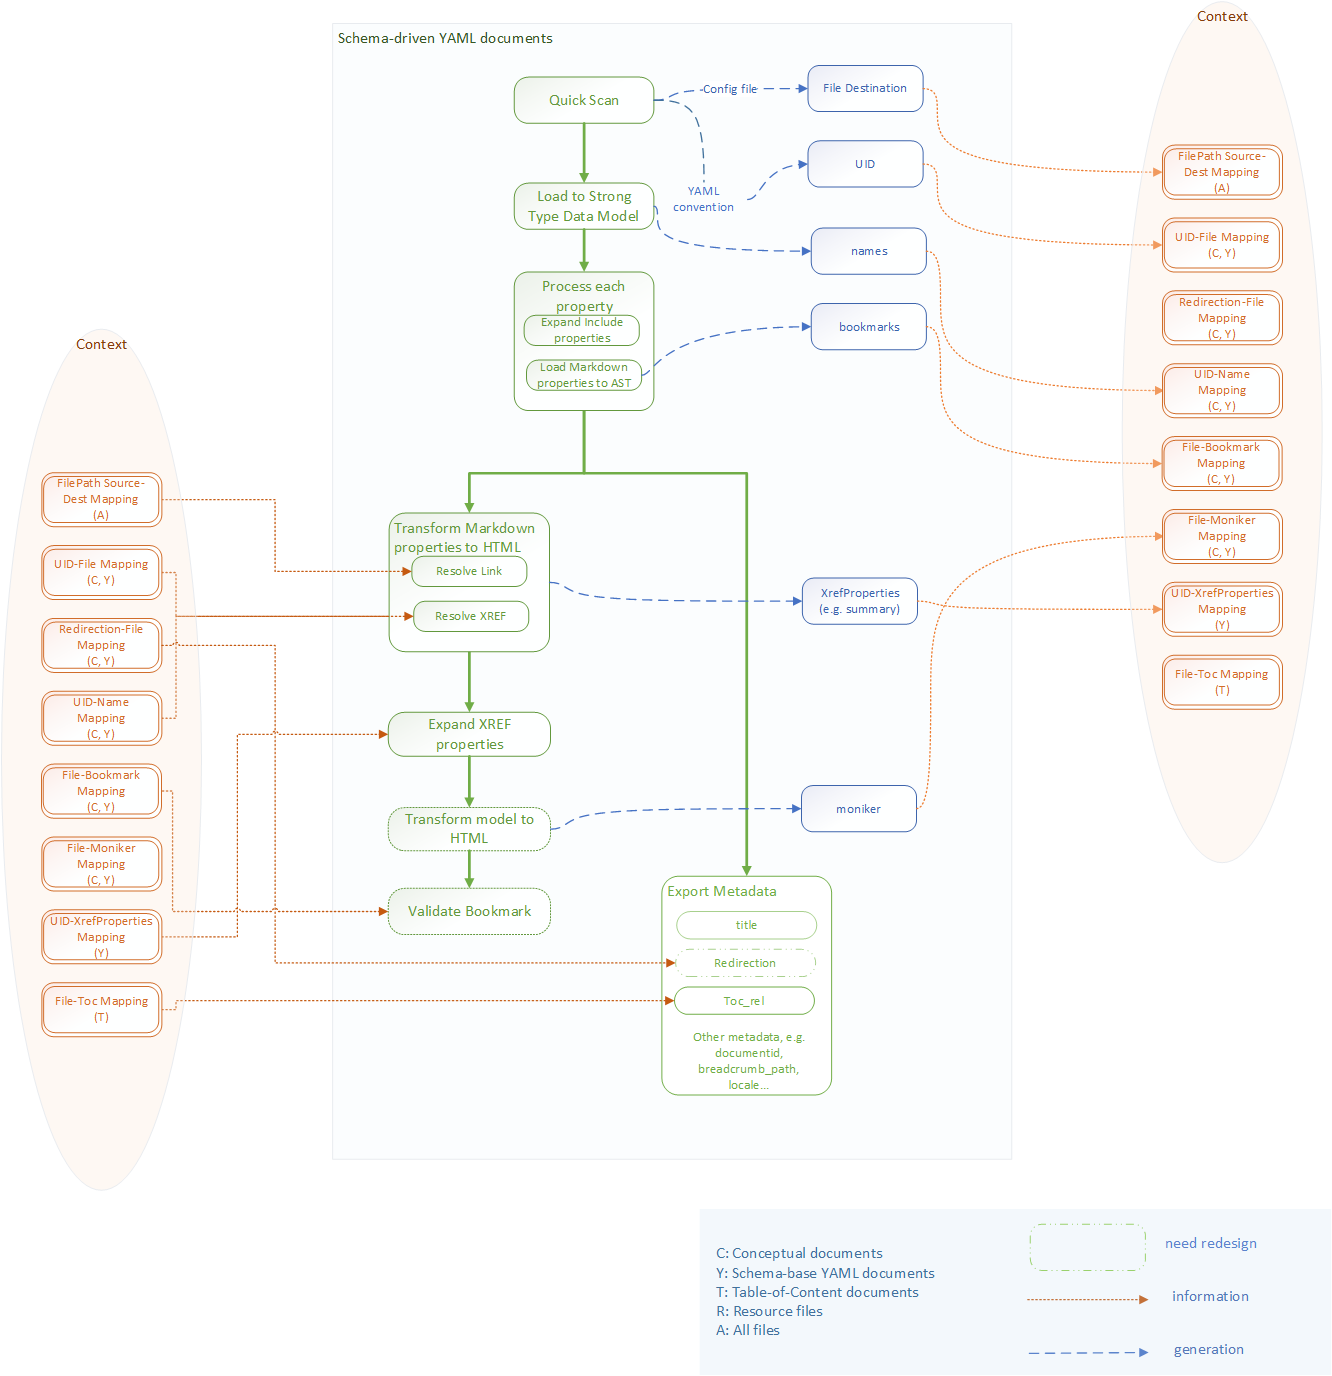 Schema-driven YAML documents
Quick Scan
Config file
File Destination
UID
YAML
convention
Load to Strong
Type Data Model
names
Process each
property
Expand Include
properties
Load Markdown
properties to AST
bookmarks
Transform Markdown
properties to HTML
Resolve Link
Resolve XREF
XrefProperties
(e.g. summary)
Expand XREF
properties
Transform model to
HTML
moniker
Validate Bookmark
Export Metadata
title
Redirection
Toc_rel
Other metadata, e.g.
documentid,
breadcrumb_path,
locale...
Context
FilePath Source-
Dest Mapping
(A)
UID-File Mapping
(C, Y)
Redirection-File
Mapping
(C, Y)
UID-Name
Mapping
(C, Y)
File-Bookmark
Mapping
(C, Y)
File-Moniker
Mapping
(C, Y)
UID-XrefProperties
Mapping
(Y)
File-Toc Mapping
(T)
Context
FilePath Source-
Dest Mapping
(A)
UID-File Mapping
(C, Y)
Redirection-File
Mapping
(C, Y)
UID-Name
Mapping
(C, Y)
File-Bookmark
Mapping
(C, Y)
File-Moniker
Mapping
(C, Y)
UID-XrefProperties
Mapping
(Y)
File-Toc Mapping
(T)
C: Conceptual documents
Y: Schema-base YAML documents
T: Table-of-Content documents
R: Resource files
A: All files
need redesign
information
generation